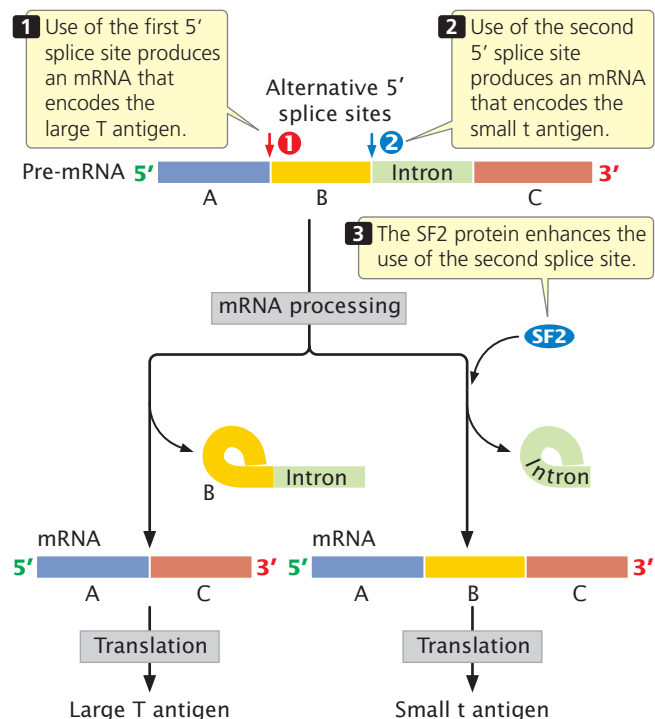 1 Use of the first 5′
splice site produces
an mRNA that
encodes the
large T antigen.
2 Use of the second
5′ splice site
produces an mRNA
that encodes the
small t antigen.
Alternative 5′
splice sites
1 2
Pre-mRNA 5′ Intron 3′
A B C
3 The SF2 protein enhances the
use of the second splice site.
mRNA processing
SF2
B Intron
Intron
mRNA
5′ 3′
A C
mRNA
5′ 3′
A B C
Translation
Translation
Large T antigen
Small t antigen